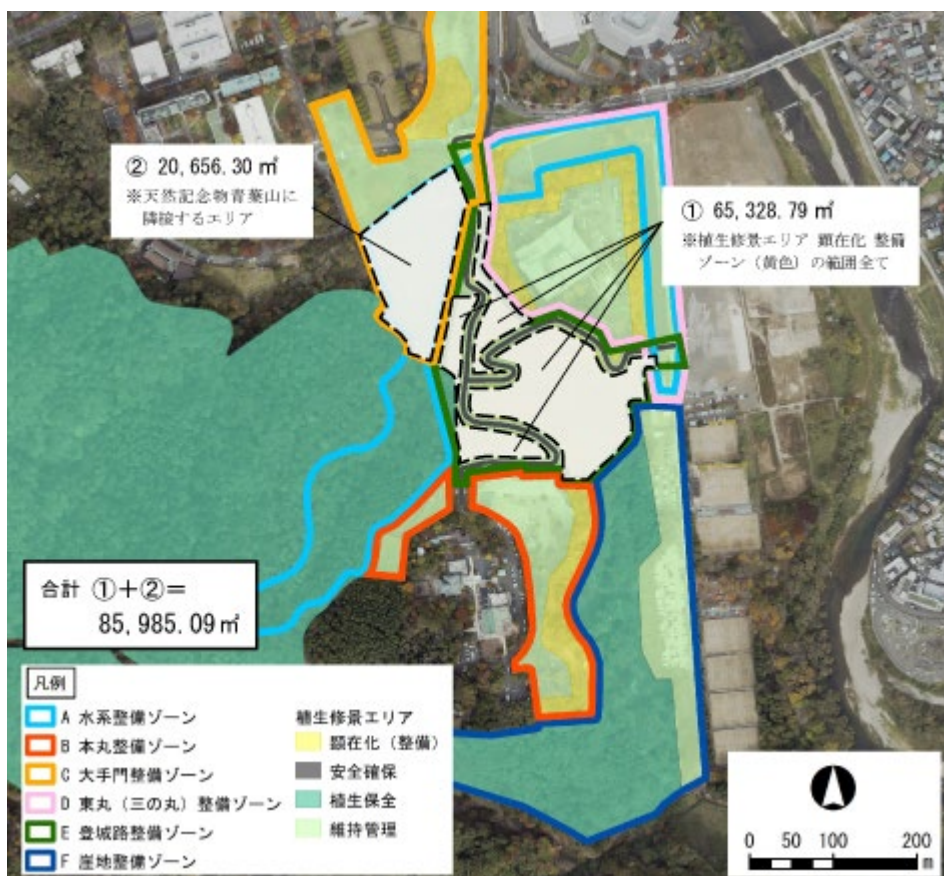 ② 20,656.30 ㎡
※天然記念物青葉山に
隣接するエリア
① 65,328.79 ㎡
※植生修景エリア 顕在化 整備
ゾーン（黄色）の範囲全て
合計 ①＋②＝
85,985.09㎡
凡例
A 水系整備ゾーン
B 本丸整備ゾーン
C 大手門整備ゾーン
D 東丸（三の丸）整備ゾーン
E 登城路整備ゾーン
F 崖地整備ゾーン
植生修景エリア
顕在化（整備）
安全確保
植生保全
維持管理
0 50 100 200
m